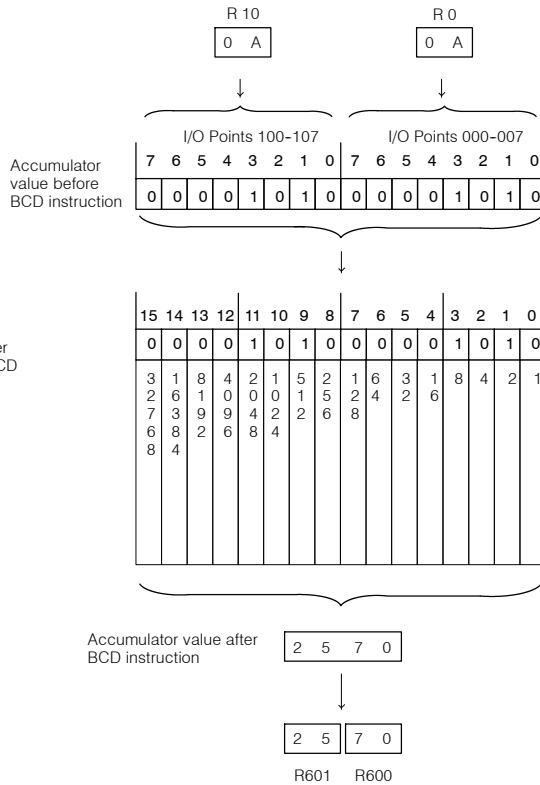 R 10 R 0
0 A 0 A
I/O Points 100-107 I/O Points 000-007
7 6 5 4 3 2 1 0 7 6 5 4 3 2 1 0
Accumulator
value before
BCD instruction
0 0 0 0 1 0 1 0 0 0 0 0 1 0 1 0
15 14 13 12 11 10 9 8 7 6 5 4 3 2 1 0
0 0 0 0 1 0 1 0 0 0 0 0 1 0 1 0
er
CD
32768 16384 8192 4096 2048 1024 512 256 128 64 32 16 8 4 2 1
Accumulator value after
BCD instruction
2 5 7 0
2 5 7 0
R601 R600